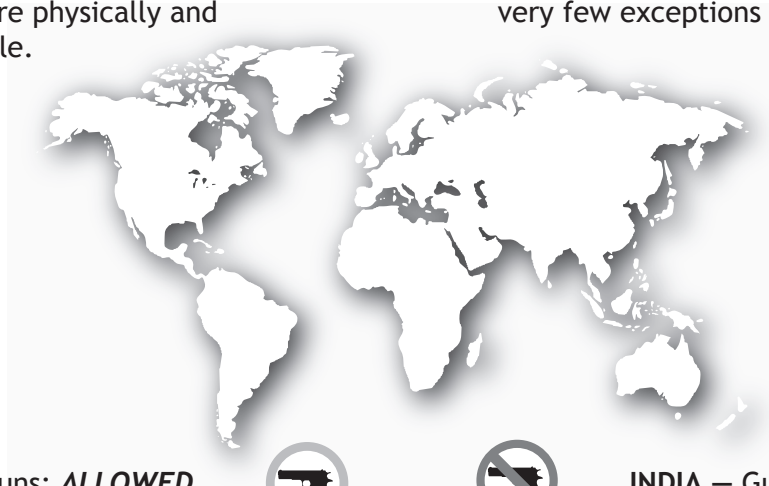 re physically and
le.
very few exceptions
uns: ALLOWED
INDIA — Gu